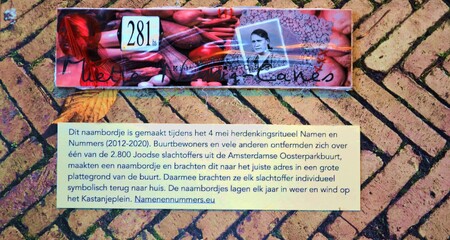 281
Dit naambordje is gemaakt tijdens het 4 mei herdenkingsritueel Namen en
Nummers (2012-2020). Buurtbewoners en vele anderen ontfermden zich over
één van de 2.800 Joodse slachtoffers uit de Amsterdamse Oosterparkbuurt,
maakten een naambordje en brachten dit naar het juiste adres in een grote
plattegrond van de buurt. Daarmee brachten ze elk slachtoffer individueel
symbolisch terug naar huis. De naambordjes lagen elk jaar in weer en wind op
het Kastanjeplein. Namenennummers.eu